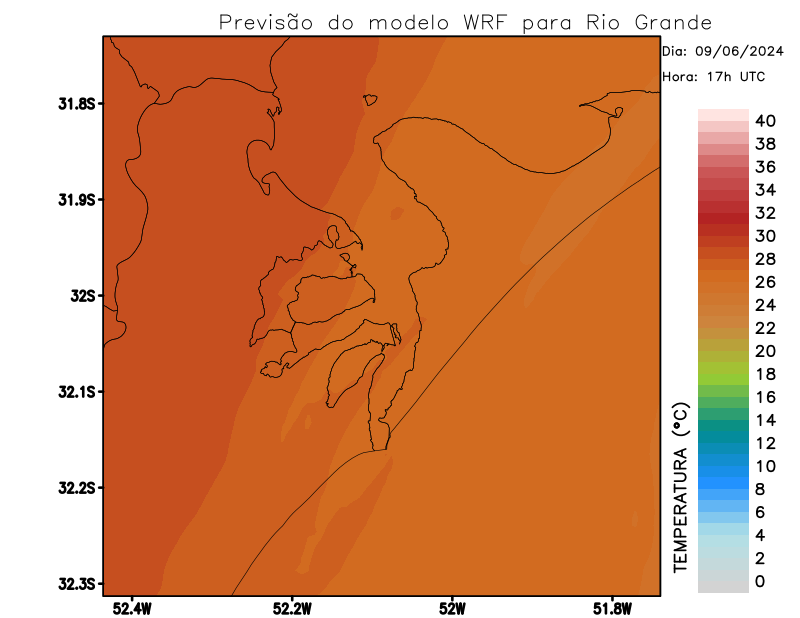 Previsão do modelo WRF para Rio Grande
Dia: 09/06/2024
Hora: 17h UTC
31.8S
31.9S
32S
32.1S
32.2S
32.3S
52.4W
52.2W
52W
51.8W
40
38
36
34
32
30
28
26
24
22
20
18
16
14
12
10
8
6
4
2
0
TEMPERATURA (°C)